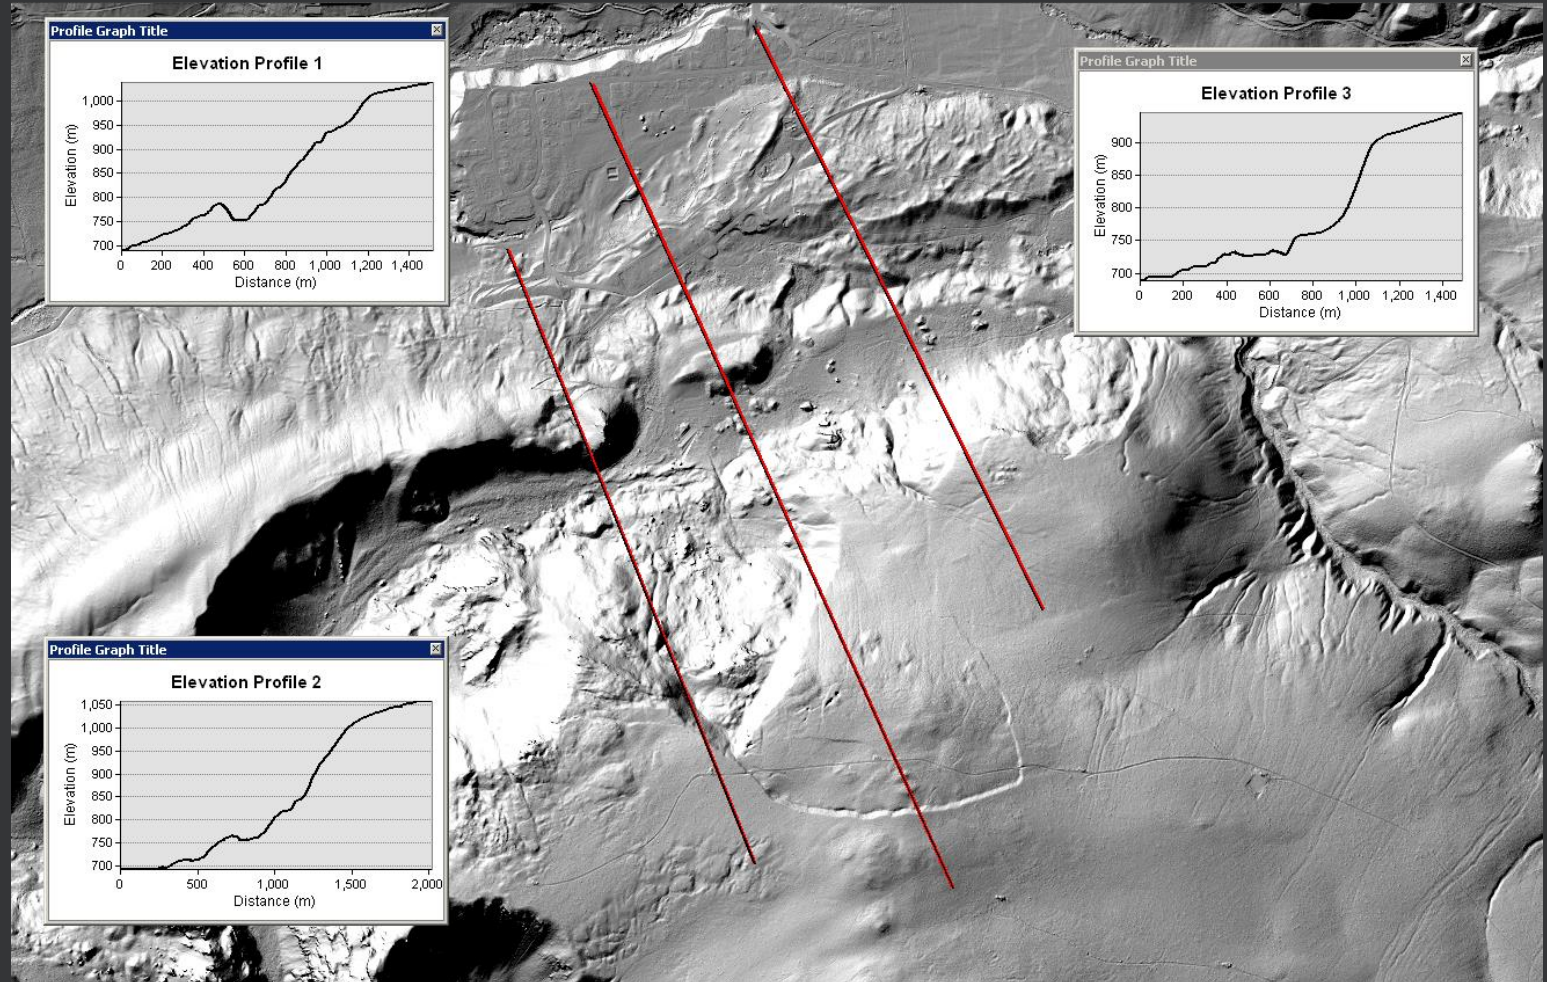 Profile Graph Title
Elevation Profile 1
Elevation (m)
1,000
950
900
850
800
750
700
0 200 400 600 800 1,000 1,200 1,400
Distance (m)
Profile Graph Title
Elevation Profile 3
Elevation (m)
900
850
800
750
700
0 200 400 600 800 1,000 1,200 1,400
Distance (m)
Profile Graph Title
Elevation Profile 2
Elevation (m)
1,050
1,000
950
900
850
800
750
700
0 500 1,000 1,500 2,000
Distance (m)